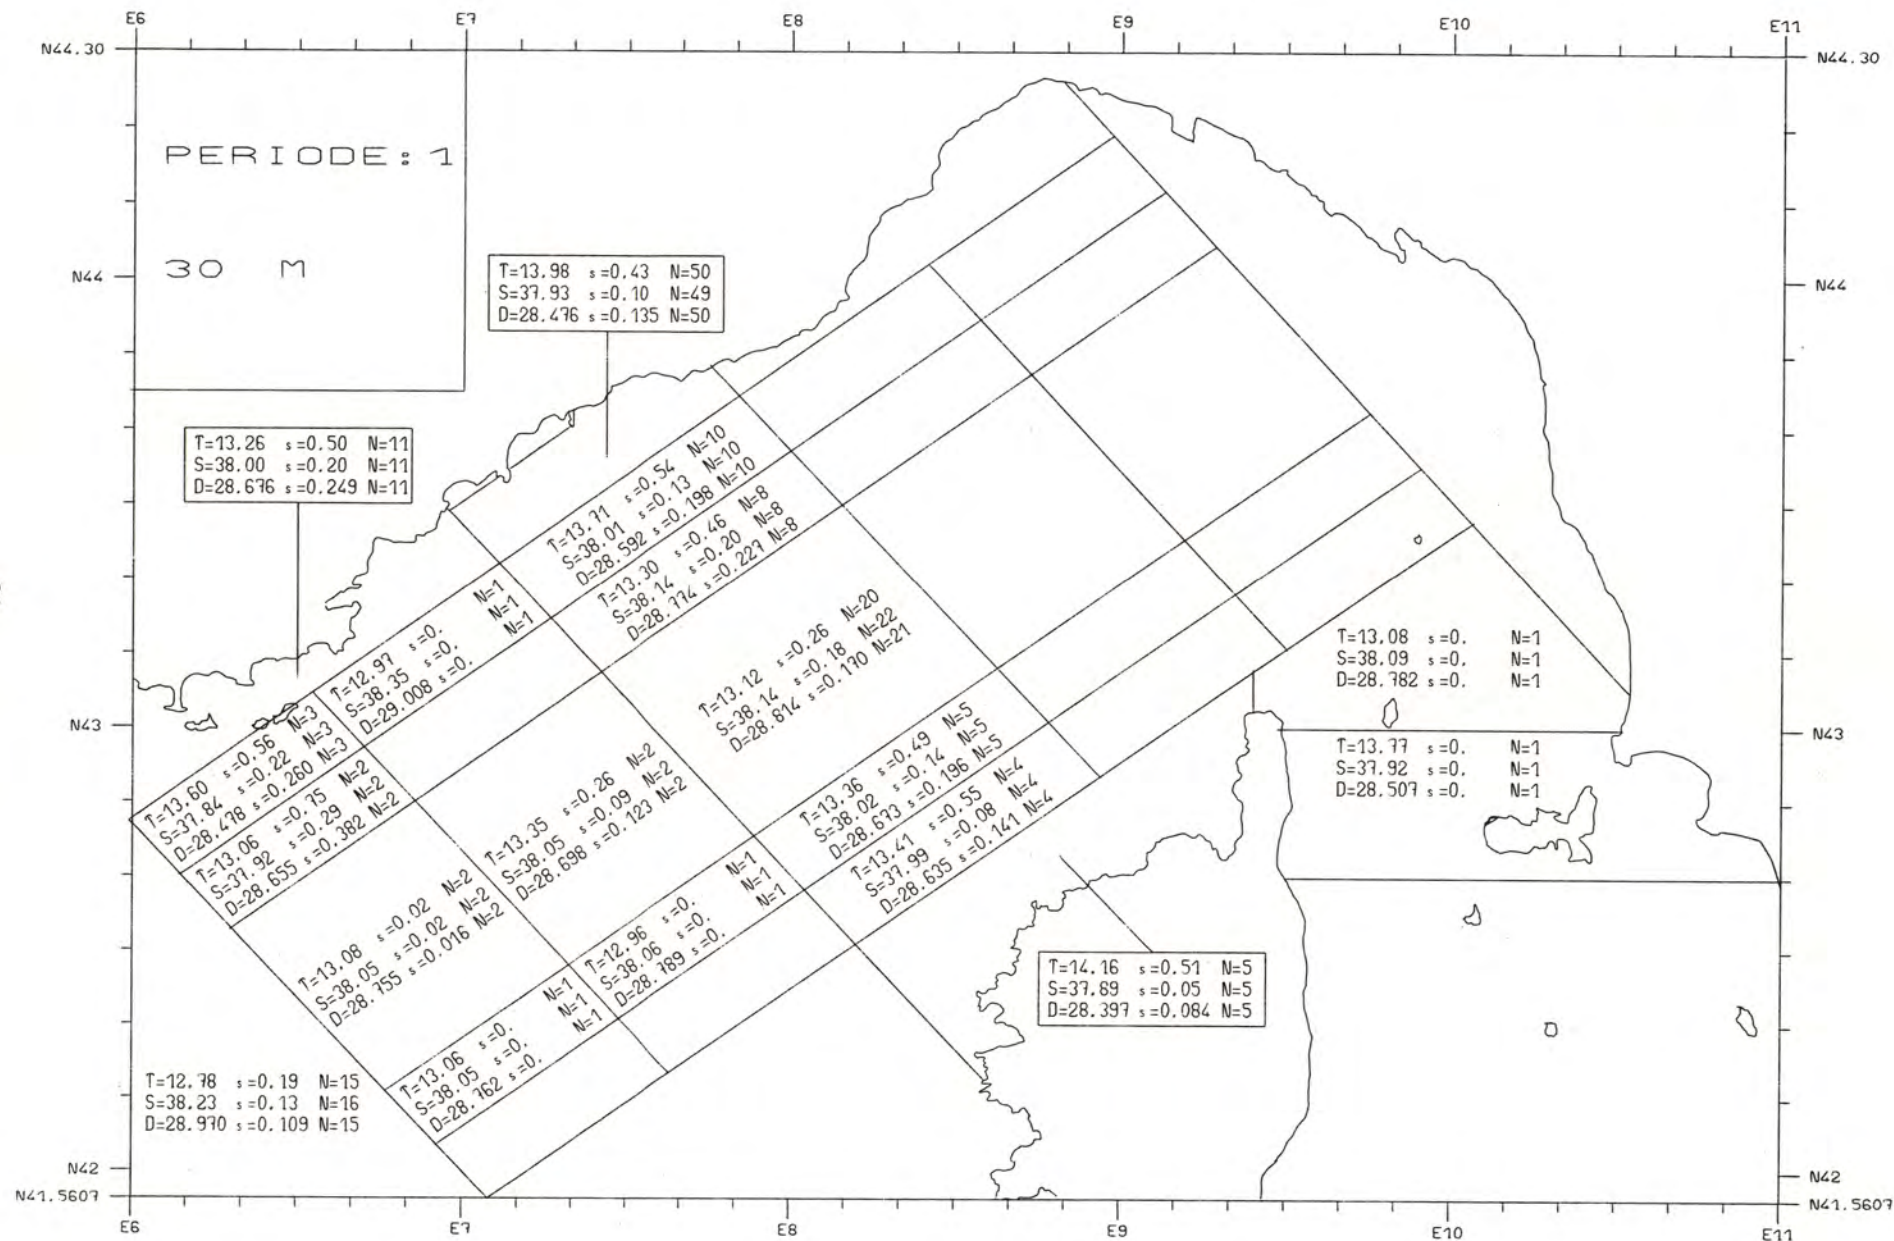 E6 E7 E8 E9 E10 E11
N44.30 N44.30
PERIODE:1
30 M
N44 N44
T=13.98 s=0.43 N=50
S=37.93 s=0.10 N=49
D=28.476 s=0.135 N=50
T=13.26 s=0.50 N=11
S=38.00 s=0.20 N=11
D=28.676 s=0.249 N=11
T=13.71 s=0.54 N=10
S=38.01 s=0.13 N=10
D=28.592 s=0.198 N=10
T=13.30 s=0.46 N=8
S=38.14 s=0.20 N=8
D=28.774 s=0.227 N=8
T=12.97 s=0. N=1
S=38.35 s=0. N=1
D=29.008 s=0. N=1
T=13.12 s=0.26 N=20
S=38.14 s=0.18 N=22
D=28.814 s=0.1170 N=21
T=13.08 s=0. N=1
S=38.09 s=0. N=1
D=28.782 s=0. N=1
N43 N43
T=13.60 s=0.56 N=3
S=37.84 s=0.22 N=3
D=28.478 s=0.260 N=3
T=13.06 s=0.75 N=2
S=37.92 s=0.29 N=2
D=28.655 s=0.382 N=2
T=13.77 s=0. N=1
S=37.92 s=0. N=1
D=28.507 s=0. N=1
T=13.35 s=0.26 N=2
S=38.05 s=0.09 N=2
D=28.698 s=0.123 N=2
T=13.36 s=0.49 N=5
S=38.02 s=0.14 N=5
D=28.673 s=0.196 N=5
T=13.41 s=0.55 N=4
S=37.99 s=0.08 N=4
D=28.635 s=0.141 N=4
T=13.08 s=0.02 N=2
S=38.05 s=0.02 N=2
D=28.755 s=0.016 N=2
T=12.96 s=0. N=1
S=38.06 s=0. N=1
D=28.789 s=0. N=1
T=14.16 s=0.51 N=5
S=37.89 s=0.05 N=5
D=28.397 s=0.084 N=5
T=13.06 s=0. N=1
S=38.05 s=0. N=1
D=28.762 s=0. N=1
T=12.78 s=0.19 N=15
S=38.23 s=0.13 N=16
D=28.970 s=0.109 N=15
N42 N42
N41.5607 N41.5607
E6 E7 E8 E9 E10 E11